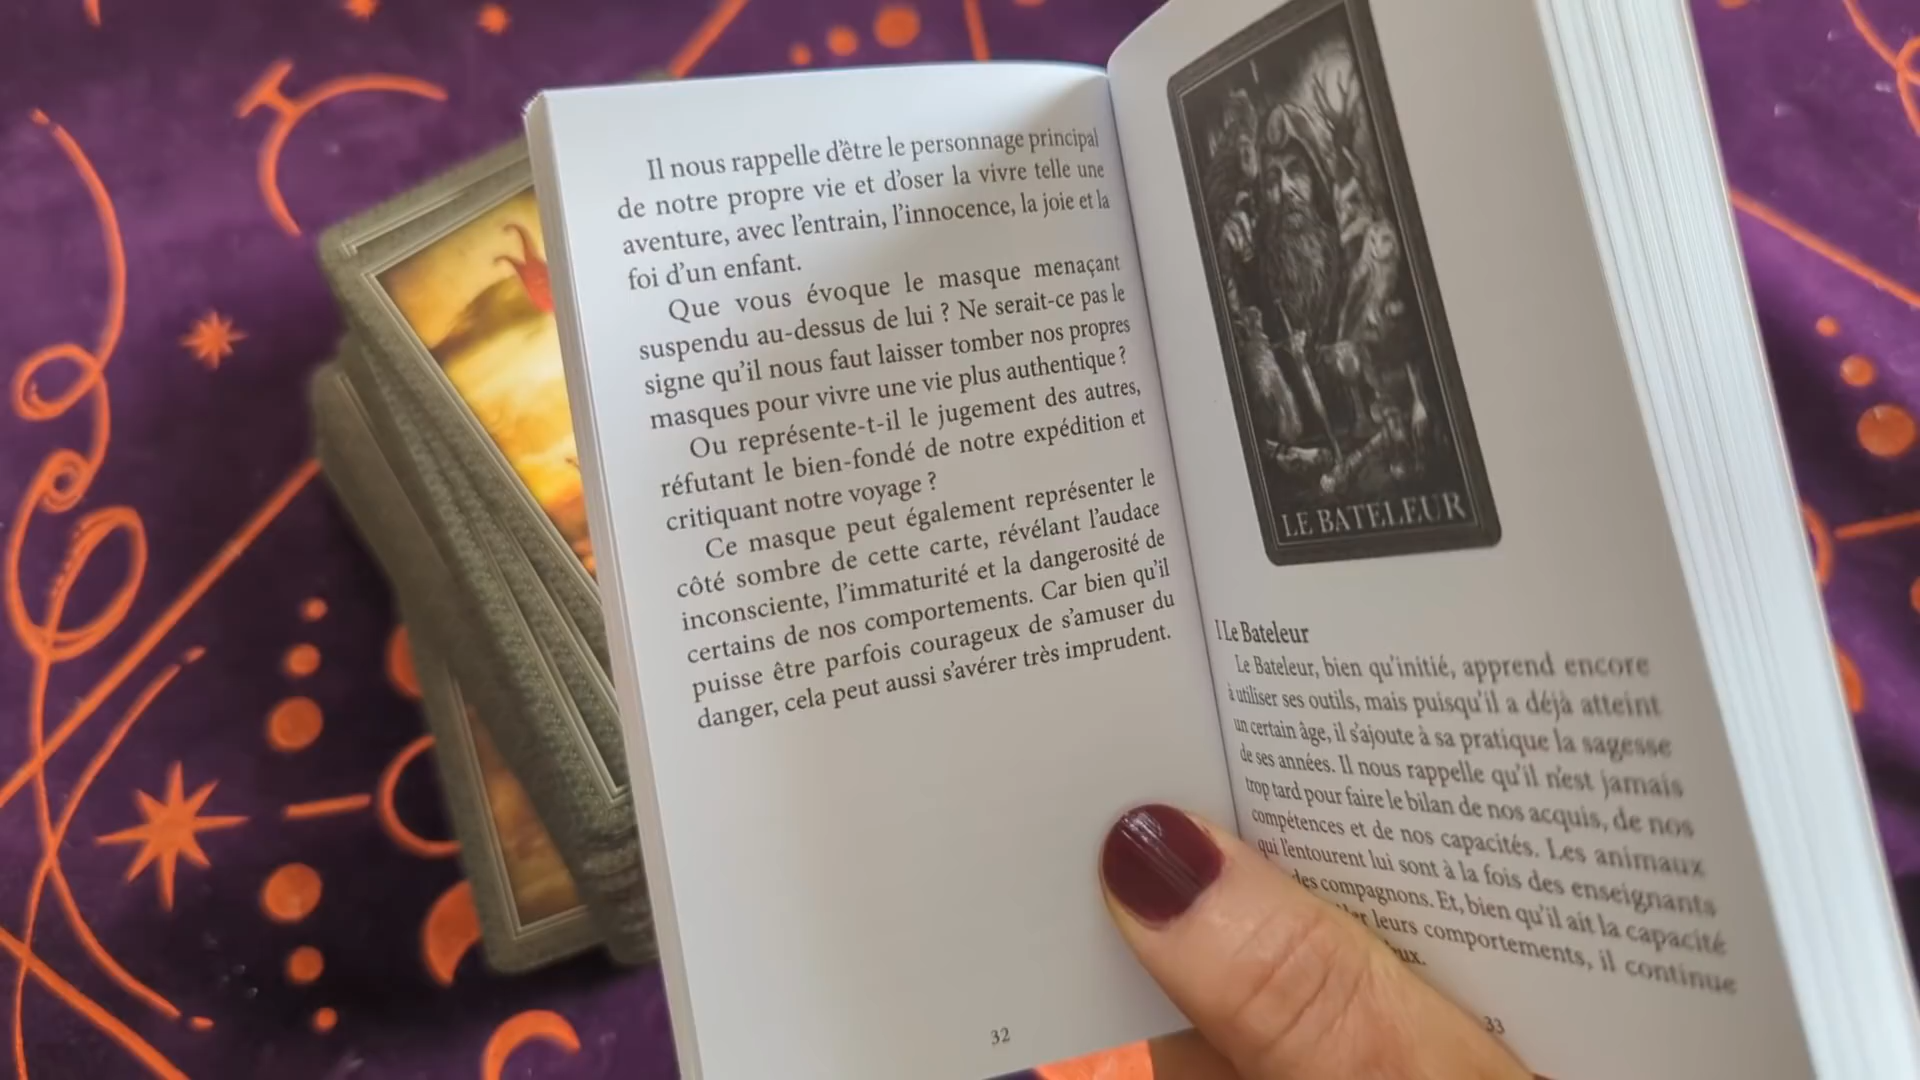 Il nous rappelle d'être le personnage principal
de notre propre vie et d'oser la vivre telle une
aventure, avec l'entrain, l'innocence, la joie et la
foi d'un enfant.
Que vous évoque le masque menaçant
suspendu au-dessus de lui ? Ne serait-ce pas le
signe qu'il nous faut laisser tomber nos propres
masques pour vivre une vie plus authentique ?
Ou représente-t-il le jugement des autres,
réfutant le bien-fondé de notre expédition et
critiquant notre voyage ?
Ce masque peut également représenter le
côté sombre de cette carte, révélant l'audace
inconsciente, l'immaturité et la dangerosité de
certains de nos comportements. Car bien qu'il
puisse être parfois courageux de s'amuser du
danger, cela peut aussi s'avérer très imprudent.
32
I
LE BATELEUR
I Le Bateleur
Le Bateleur, bien qu'initié, apprend encore
à utiliser ses outils, mais puisqu'il a déjà atteint
un certain âge, il s'ajoute à sa pratique la sagesse
de ses années. Il nous rappelle qu'il n'est jamais
trop tard pour faire le bilan de nos acquis, de nos
compétences et de nos capacités. Les animaux
qui l'entourent lui sont à la fois des enseignants
des compagnons. Et, bien qu'il ait la capacité
leurs comportements, il continue
33